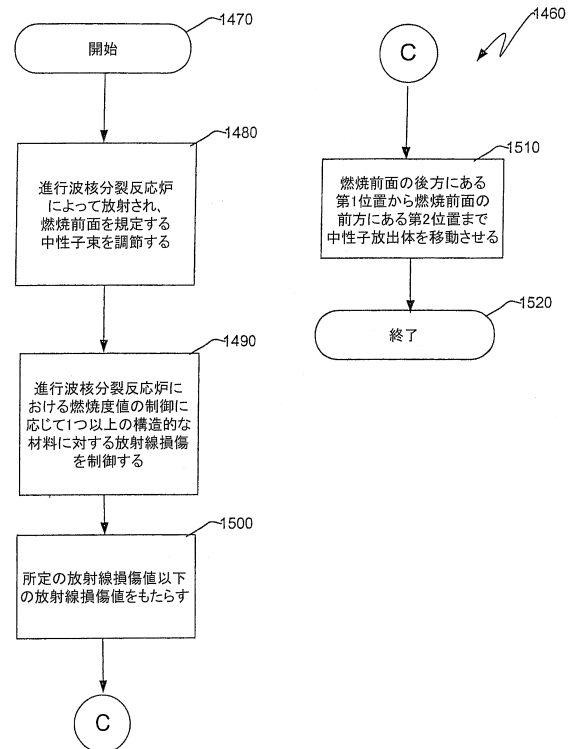 1470
開始
1480
進行波核分裂反応炉
によって放射され、
燃焼前面を規定する
中性子束を調節する
1490
進行波核分裂反応炉に
おける燃焼度値の制御に
応じて1つ以上の構造的な
材料に対する放射線損傷
を制御する
1500
所定の放射線損傷値以下
の放射線損傷値をもたらす
C
1460
C
1510
燃焼前面の後方にある
第1位置から燃焼前面の
前方にある第2位置まで
中性子放出体を移動させる
1520
終了